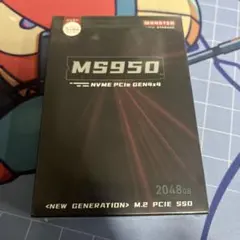 MONSTER
MS950
NVME PCIe GEN4x4
2048GB
<NEW GENERATION> M.2 PCIE SSD